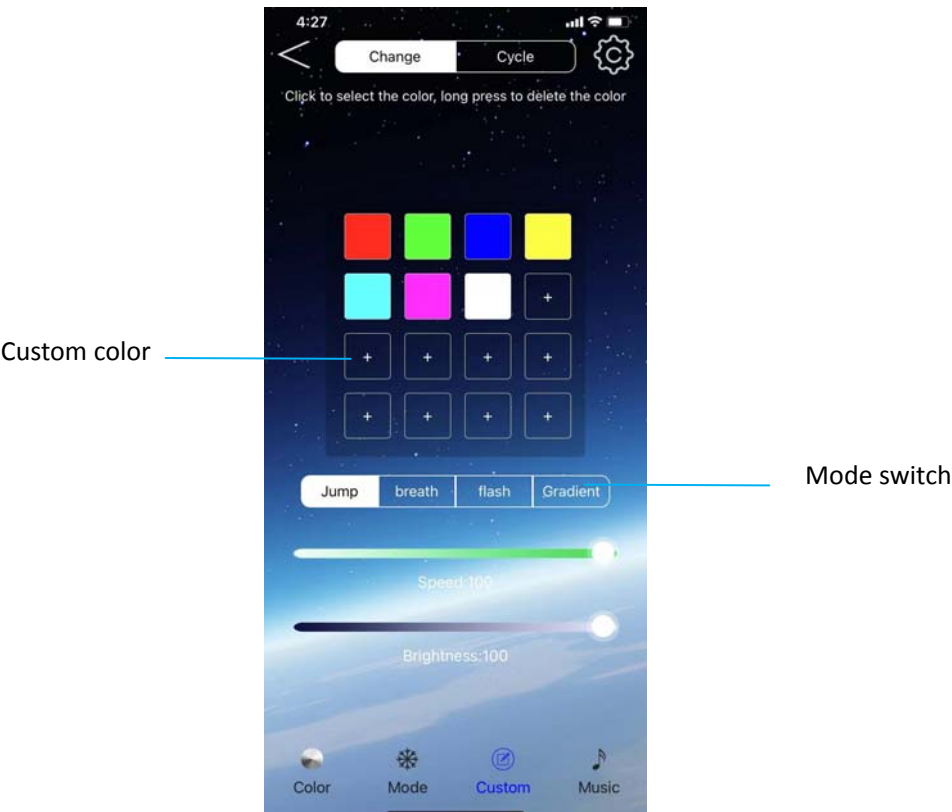 4:27
Change Cycle
Click to select the color, long press to delete the color
+
Custom color
+ + + +
+ + + +
Mode switch
Jump breath flash Gradient
Speed:100
Brightness:100
Color Mode Custom Music